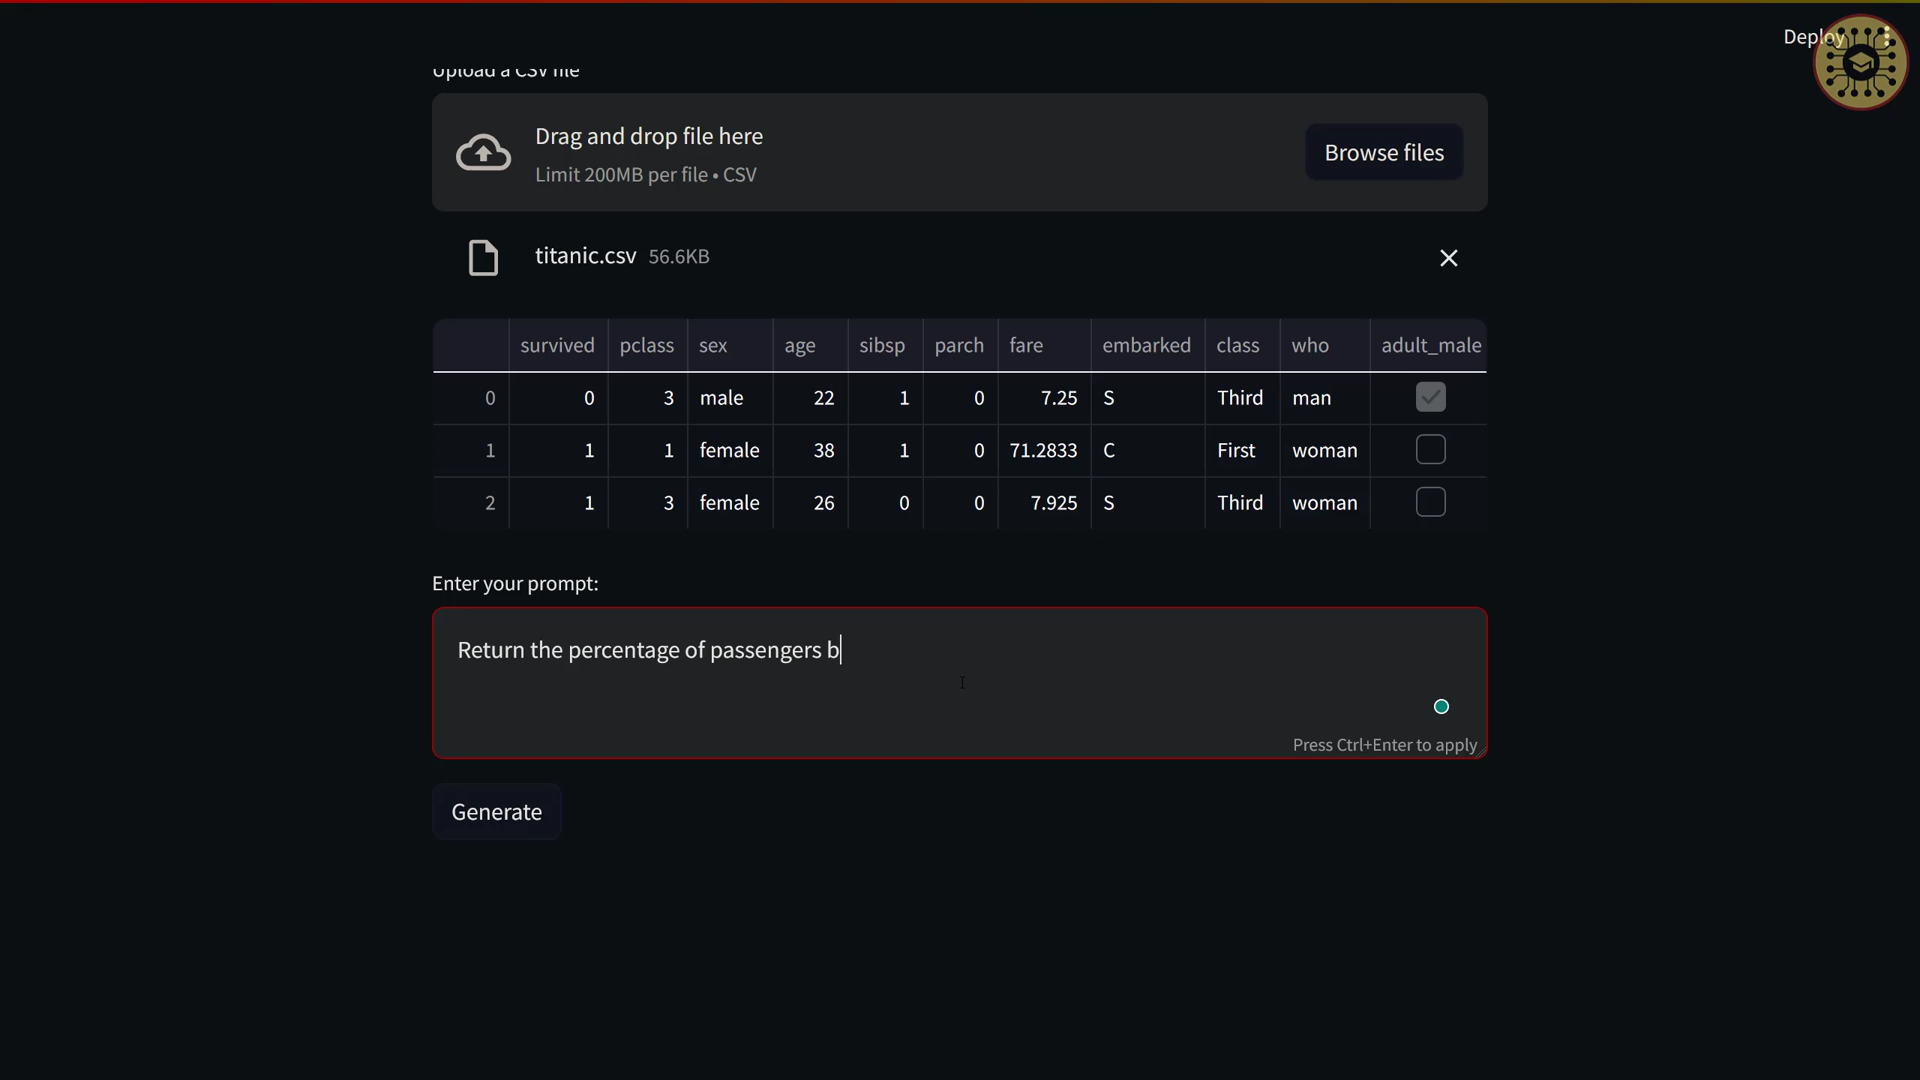 Deploy
Upload a CSV file
Drag and drop file here
Limit 200MB per file • CSV
Browse files
titanic.csv 56.6KB
survived pclass sex age sibsp parch fare embarked class who adult_male
0 0 3 male 22 1 0 7.25 S Third man
1 1 1 female 38 1 0 71.2833 C First woman
2 1 3 female 26 0 0 7.925 S Third woman
Enter your prompt:
Return the percentage of passengers b
Press Ctrl+Enter to apply
Generate